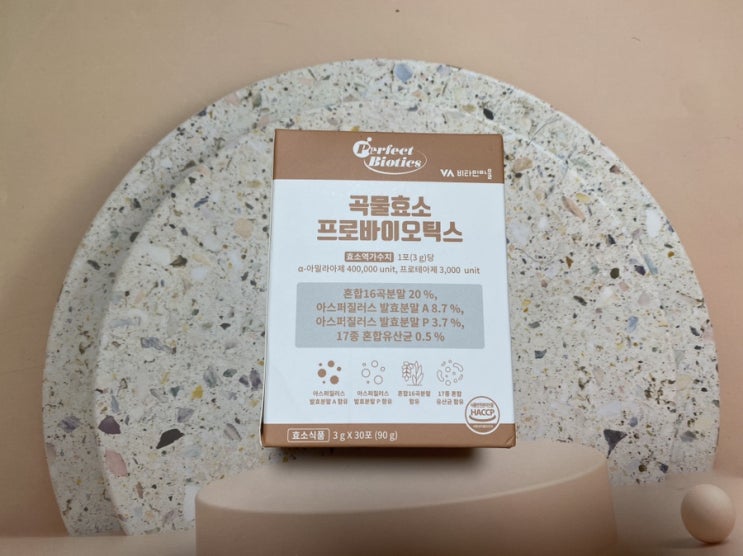 Perfect
Biotics
VA 비타민마을
곡물효소
프로바이오틱스
효소역가수치 1포(3 g)당
α-아밀라아제 400,000 unit, 프로테아제 3,000 unit
혼합16곡분말 20 %,
아스퍼질러스 발효분말 A 8.7 %,
아스퍼질러스 발효분말 P 3.7 %,
17종 혼합유산균 0.5 %
아스퍼질러스
발효분말 A 함유
아스퍼질러스
발효분말 P 함유
혼합16곡분말
함유
17종 혼합
유산균 함유
HACCP
효소식품 3 g X 30포 (90 g)